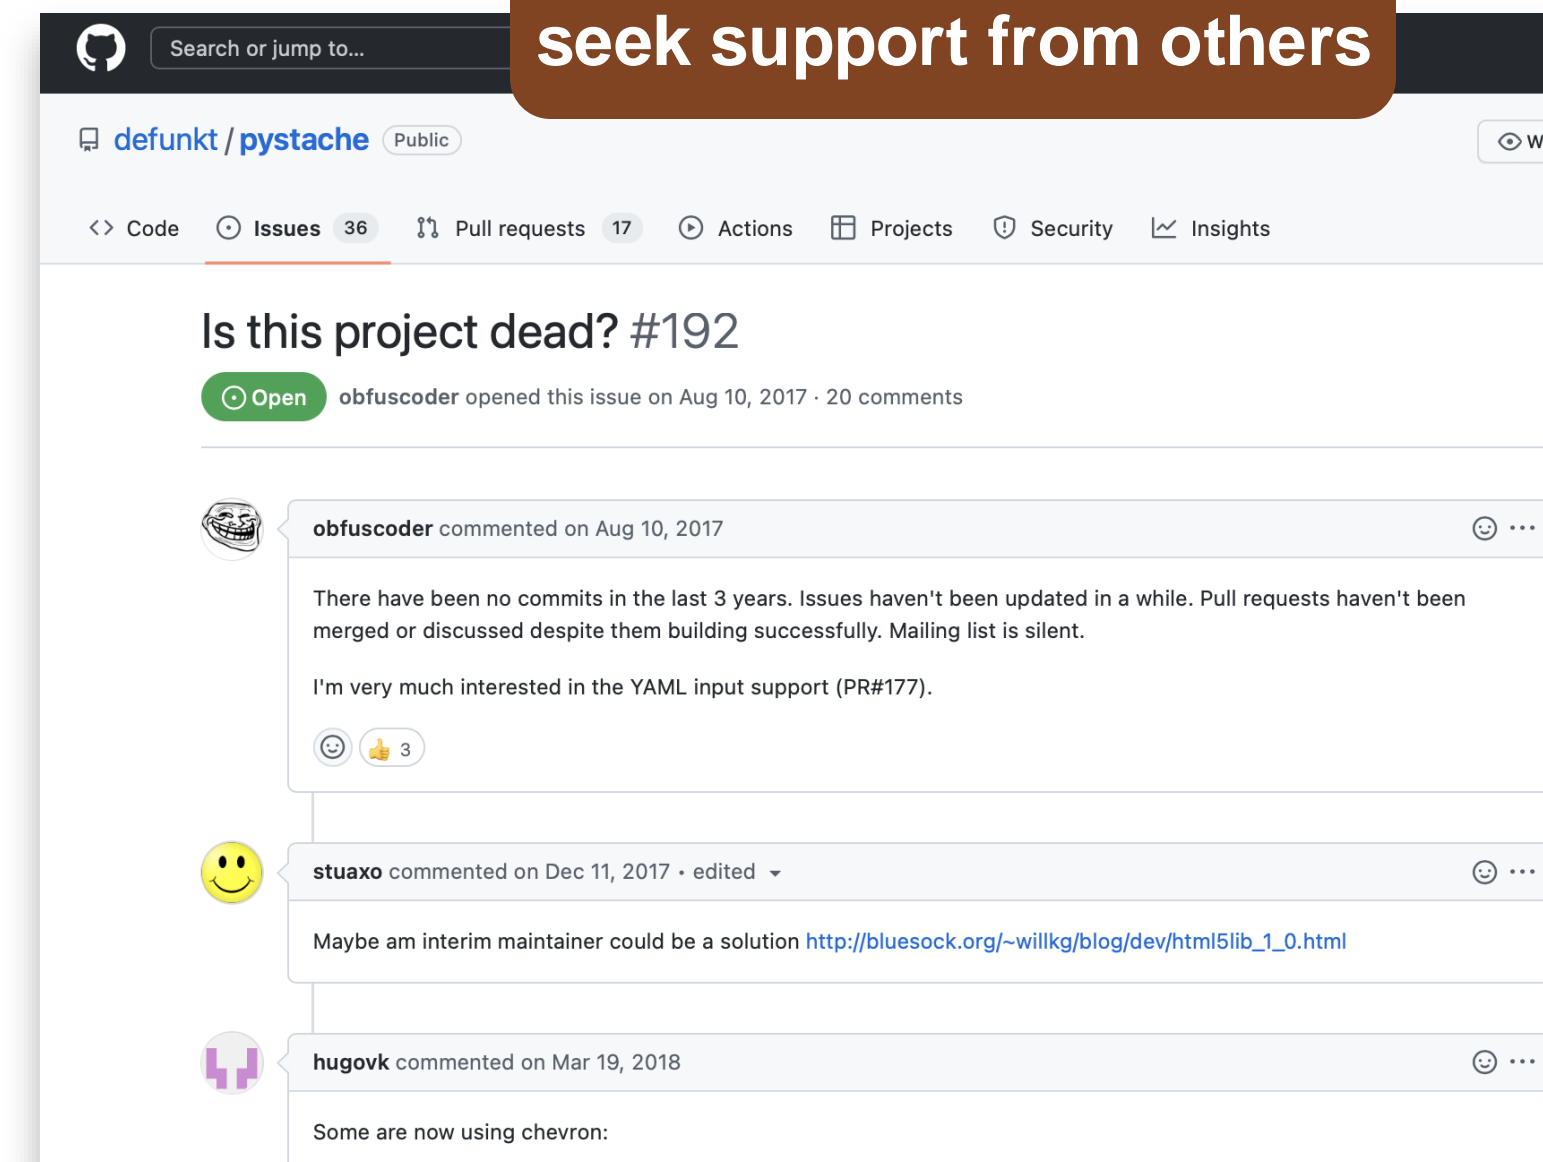 seek support from others
Search or jump to...
defunkt / pystache Public
W
Code Issues 36 Pull requests 17 Actions Projects Security Insights
Is this project dead? #192
Open obfuscoder opened this issue on Aug 10, 2017 · 20 comments
obfuscoder commented on Aug 10, 2017
There have been no commits in the last 3 years. Issues haven't been updated in a while. Pull requests haven't been
merged or discussed despite them building successfully. Mailing list is silent.
I'm very much interested in the YAML input support (PR#177).
👍 3
stuaxo commented on Dec 11, 2017 • edited
Maybe am interim maintainer could be a solution http://bluesock.org/~willkg/blog/dev/html5lib_1_0.html
hugovk commented on Mar 19, 2018
Some are now using chevron: